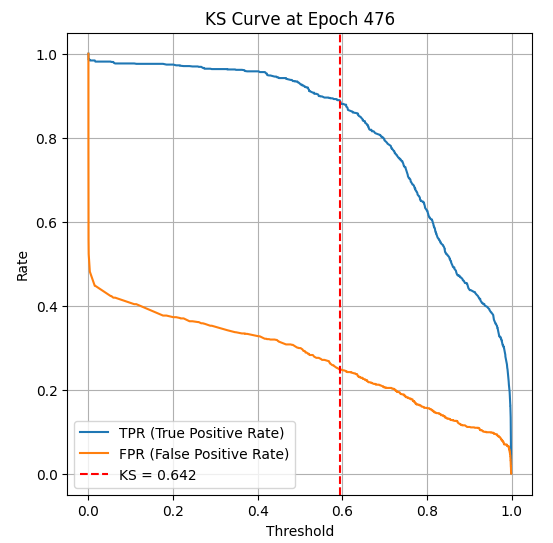 KS Curve at Epoch 476
1.0
0.8
0.6
0.4
0.2
0.0
Rate
TPR (True Positive Rate)
FPR (False Positive Rate)
KS = 0.642
0.0 0.2 0.4 0.6 0.8 1.0
Threshold